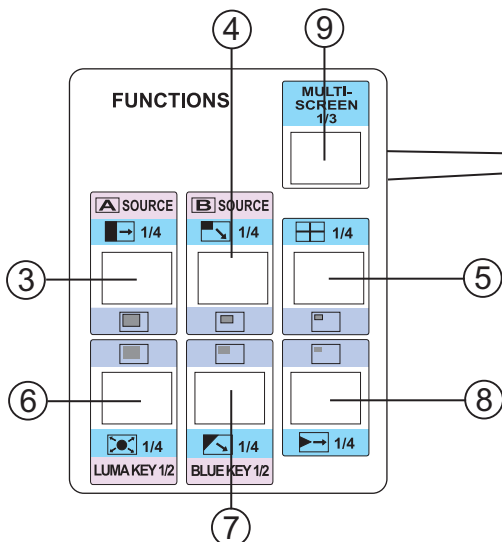 ④ ⑨
FUNCTIONS
MULTI-
SCREEN
1/3
A SOURCE B SOURCE
1/4 1/4 1/4
③ ⑤
⑥ ⑧
1/4 1/4 1/4
LUMA KEY 1/2 BLUE KEY 1/2
⑦